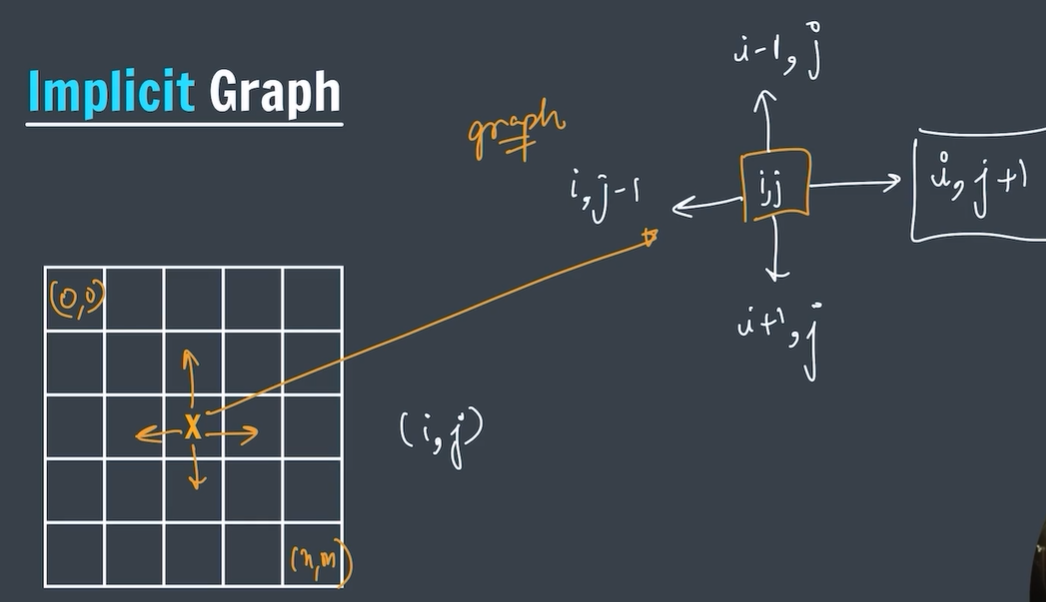 Implicit Graph
graph
i-1, j
i, j-1
i,j
i, j+1
i+1, j
(0,0)
X
(i, j)
(n,m)